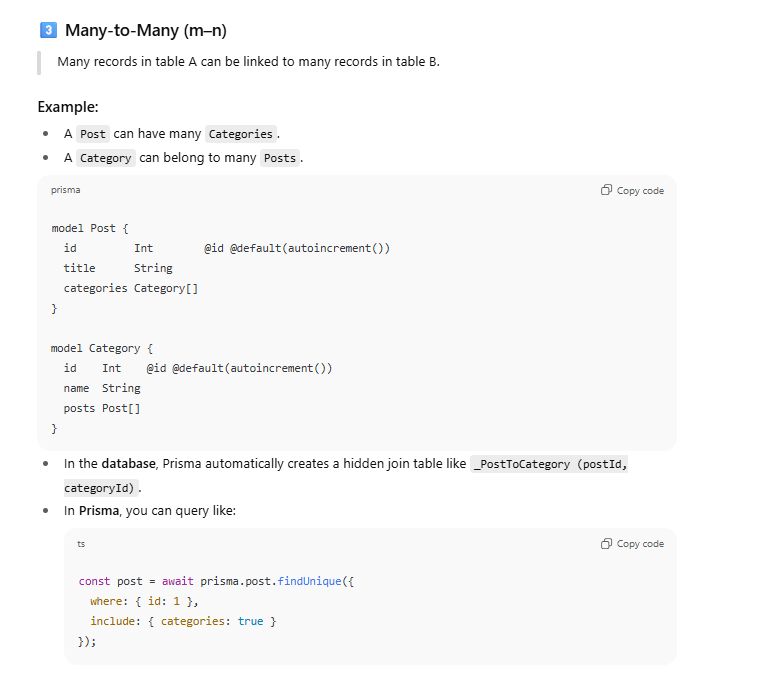 3 Many-to-Many (m–n)
Many records in table A can be linked to many records in table B.
Example:
• A Post can have many Categories.
• A Category can belong to many Posts.
prisma Copy code
model Post {
  id         Int        @id @default(autoincrement())
  title      String
  categories Category[]
}
model Category {
  id    Int    @id @default(autoincrement())
  name  String
  posts Post[]
}
• In the database, Prisma automatically creates a hidden join table like _PostToCategory (postId,
categoryId).
• In Prisma, you can query like:
ts Copy code
const post = await prisma.post.findUnique({
  where: { id: 1 },
  include: { categories: true }
});